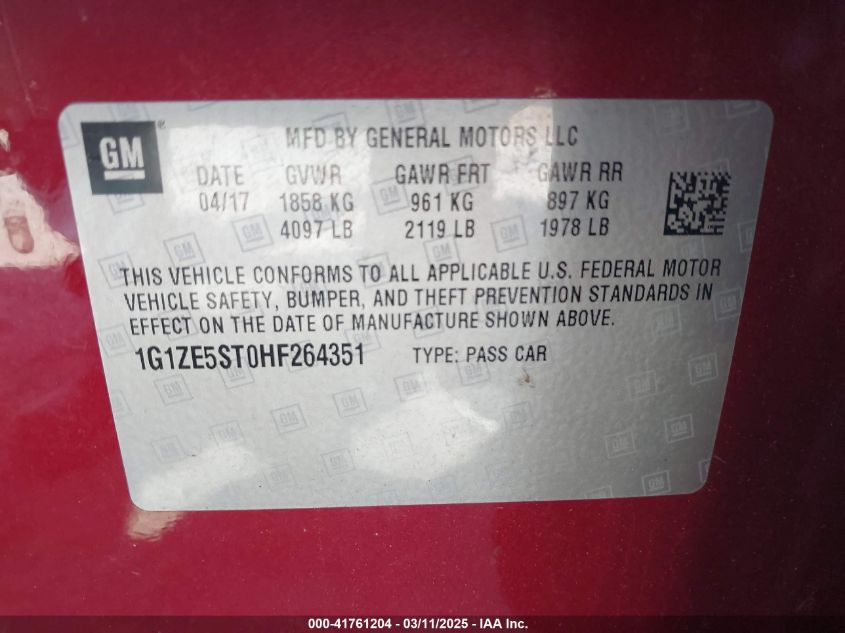 GM ®
MFD BY GENERAL MOTORS LLC
DATE GVWR GAWR FRT GAWR RR
04/17 1858 KG 961 KG 897 KG
4097 LB 2119 LB 1978 LB
THIS VEHICLE CONFORMS TO ALL APPLICABLE U.S. FEDERAL MOTOR
VEHICLE SAFETY, BUMPER, AND THEFT PREVENTION STANDARDS IN
EFFECT ON THE DATE OF MANUFACTURE SHOWN ABOVE.
1G1ZE5ST0HF264351 TYPE: PASS CAR
000-41761204 - 03/11/2025 - IAA Inc.